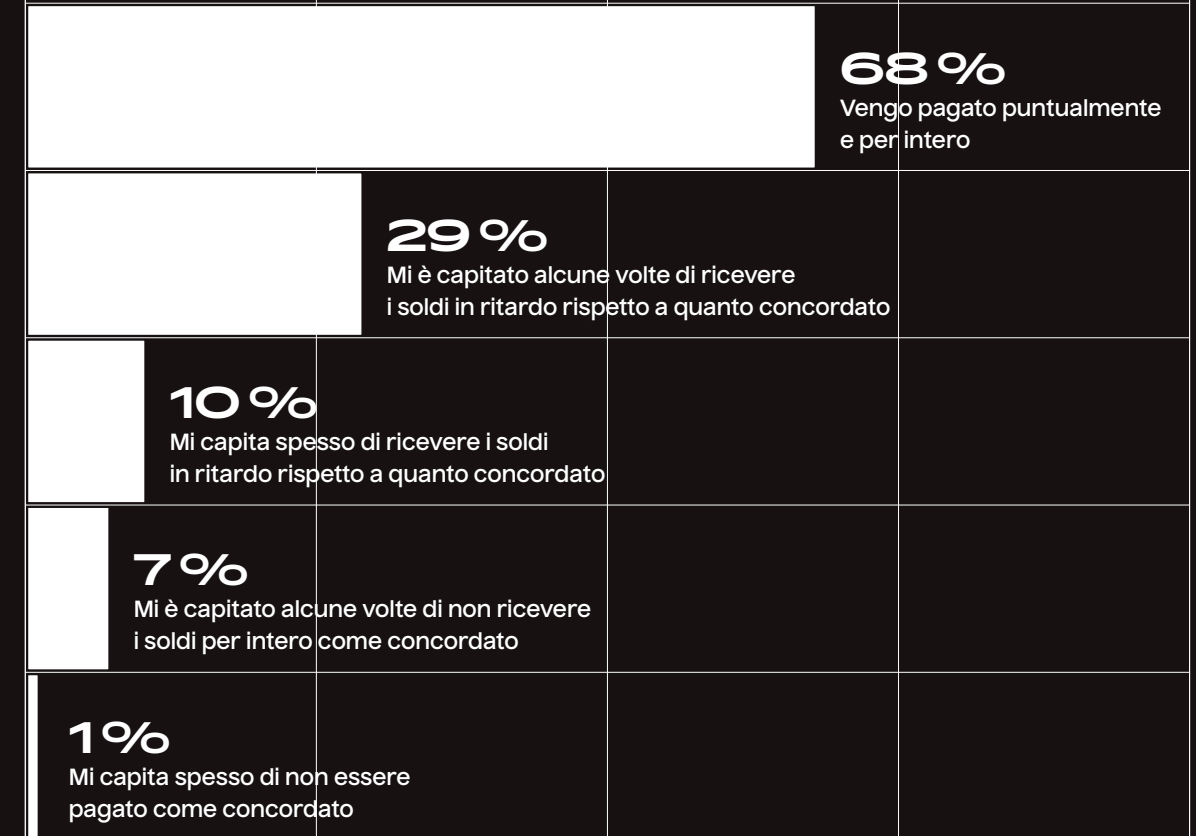 68 %
Vengo pagato puntualmente
e per intero
29 %
Mi è capitato alcune volte di ricevere
i soldi in ritardo rispetto a quanto concordato
10 %
Mi capita spesso di ricevere i soldi
in ritardo rispetto a quanto concordato
7 %
Mi è capitato alcune volte di non ricevere
i soldi per intero come concordato
1 %
Mi capita spesso di non essere
pagato come concordato